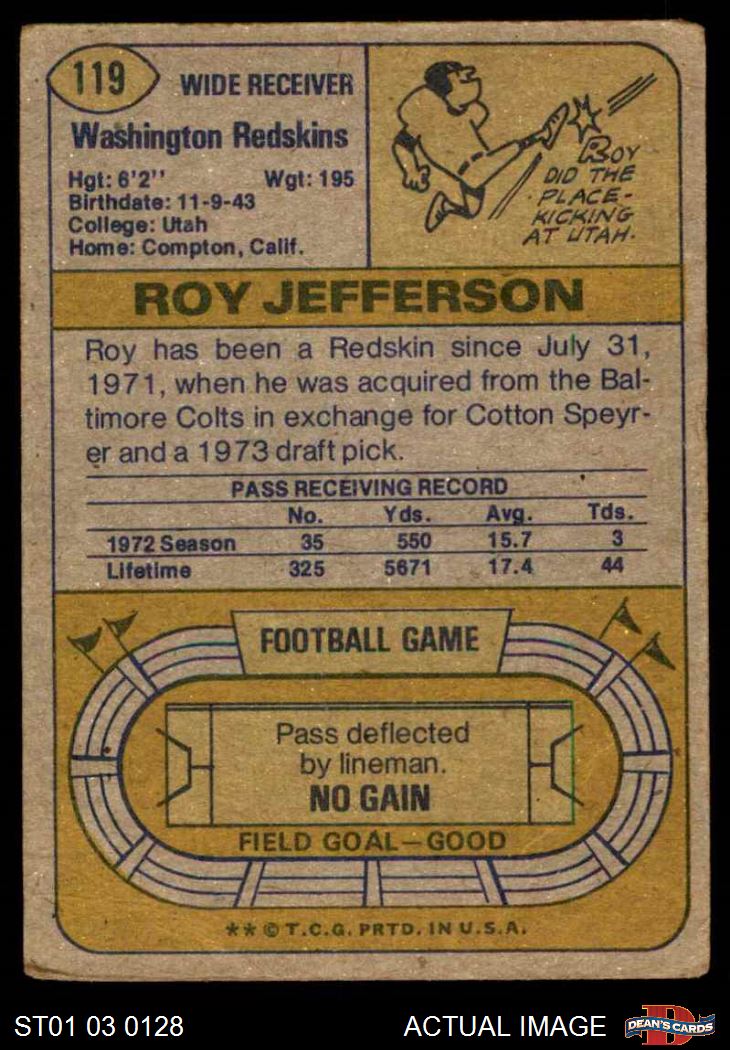 119
WIDE RECEIVER
Washington Redskins
Hgt: 6'2'' Wgt: 195
Birthdate: 11-9-43
College: Utah
Home: Compton, Calif.
ROY
DID THE
PLACE-
KICKING
AT UTAH.
ROY JEFFERSON
Roy has been a Redskin since July 31,
1971, when he was acquired from the Bal-
timore Colts in exchange for Cotton Speyr-
er and a 1973 draft pick.
PASS RECEIVING RECORD
No. Yds. Avg. Tds.
1972 Season 35 550 15.7 3
Lifetime 325 5671 17.4 44
FOOTBALL GAME
Pass deflected
by lineman.
NO GAIN
FIELD GOAL—GOOD
** © T.C.G. PRTD. IN U.S.A.
ST01 03 0128 ACTUAL IMAGE
DEAN'S CARDS